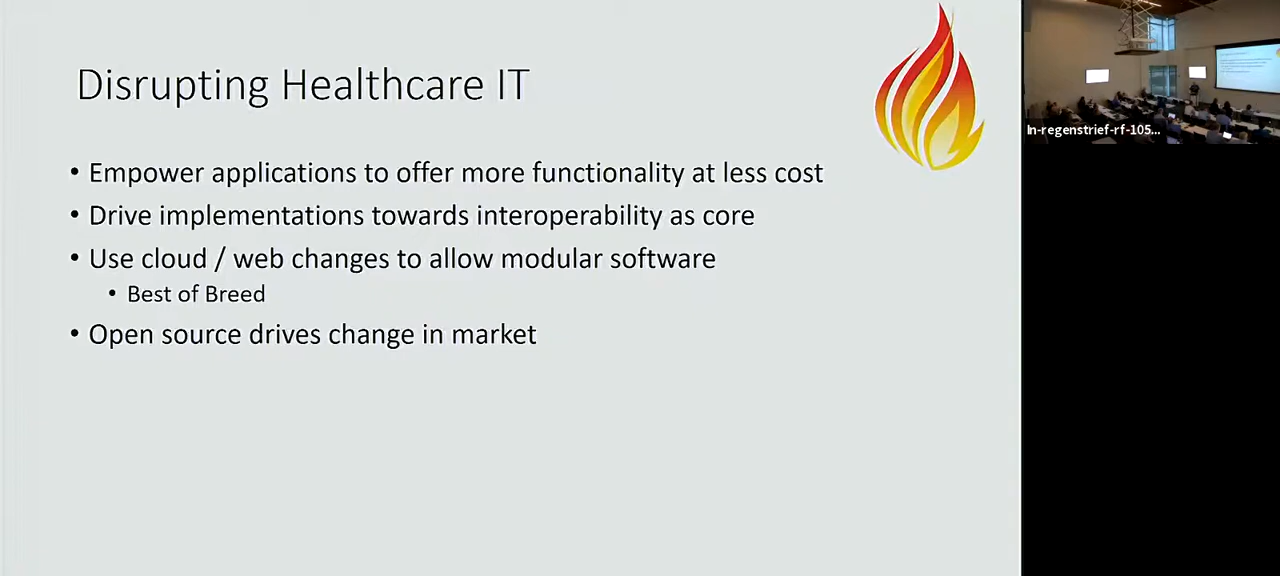 Disrupting Healthcare IT
• Empower applications to offer more functionality at less cost
• Drive implementations towards interoperability as core
• Use cloud / web changes to allow modular software
• Best of Breed
• Open source drives change in market
In-regenstrief-rf-105...